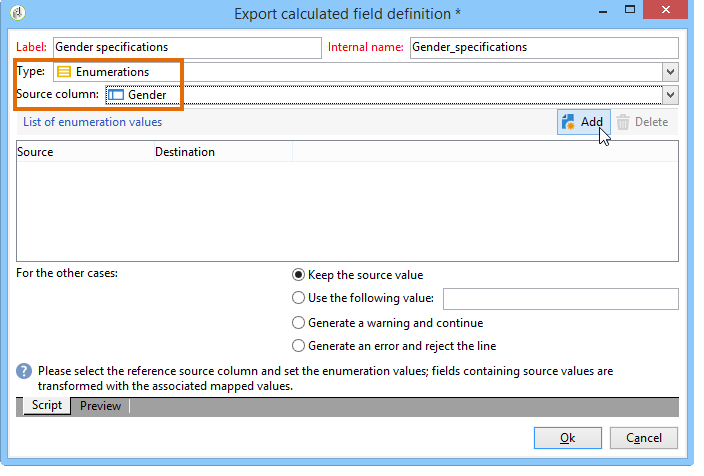 Export calculated field definition *
Label: Gender specifications Internal name: Gender_specifications
Type: Enumerations
Source column: Gender
List of enumeration values Add Delete
Source Destination
For the other cases: Keep the source value
Use the following value:
Generate a warning and continue
Generate an error and reject the line
Please select the reference source column and set the enumeration values; fields containing source values are
transformed with the associated mapped values.
Script Preview
Ok Cancel